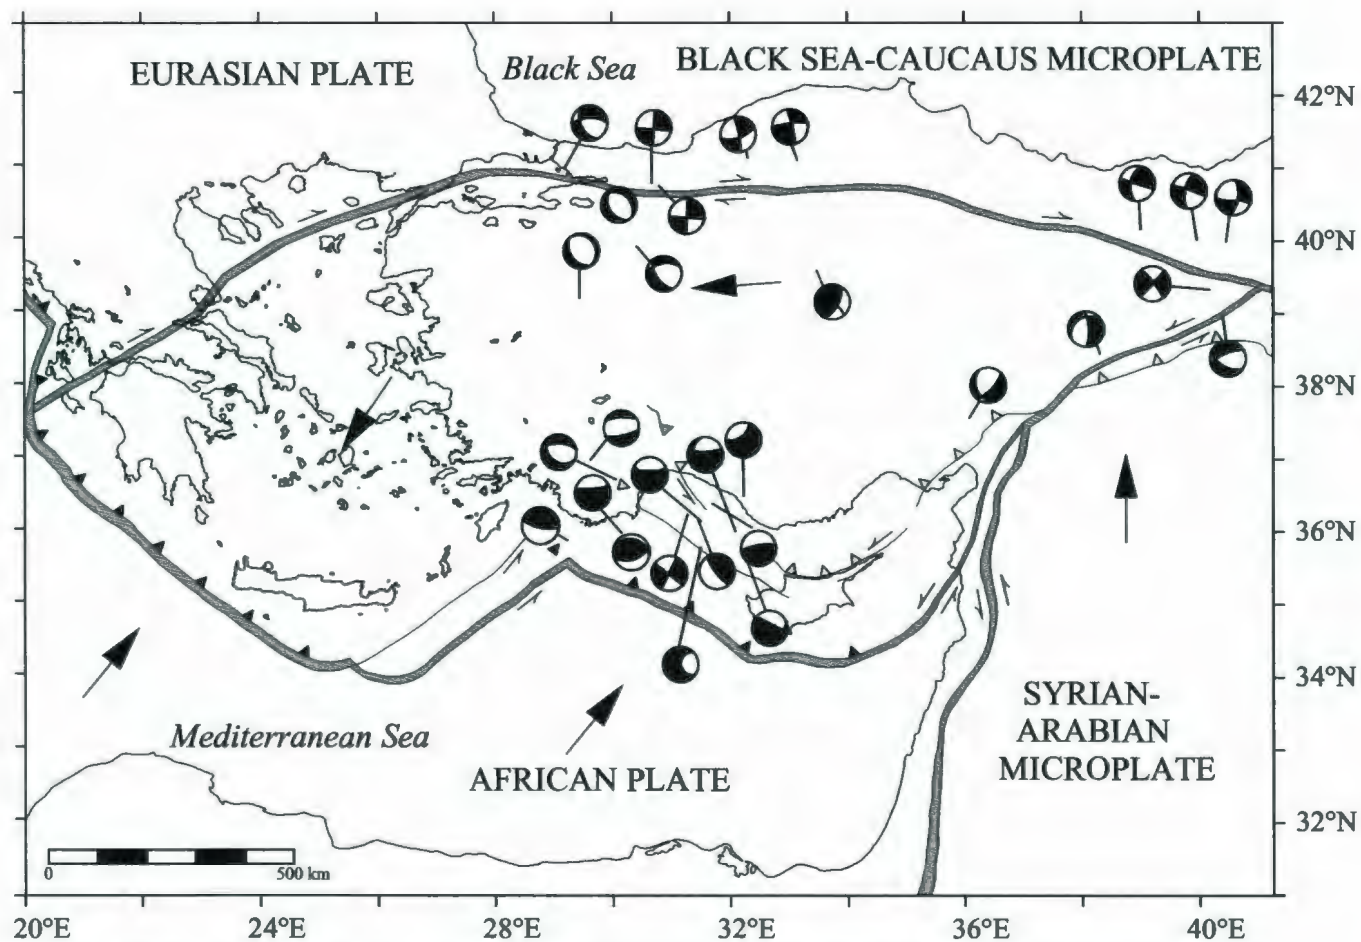 EURASIAN PLATE
Black Sea
BLACK SEA-CAUCAUS MICROPLATE
42°N
40°N
38°N
36°N
34°N
32°N
SYRIAN-
ARABIAN
MICROPLATE
Mediterranean Sea
AFRICAN PLATE
0
500 km
20°E
24°E
28°E
32°E
36°E
40°E